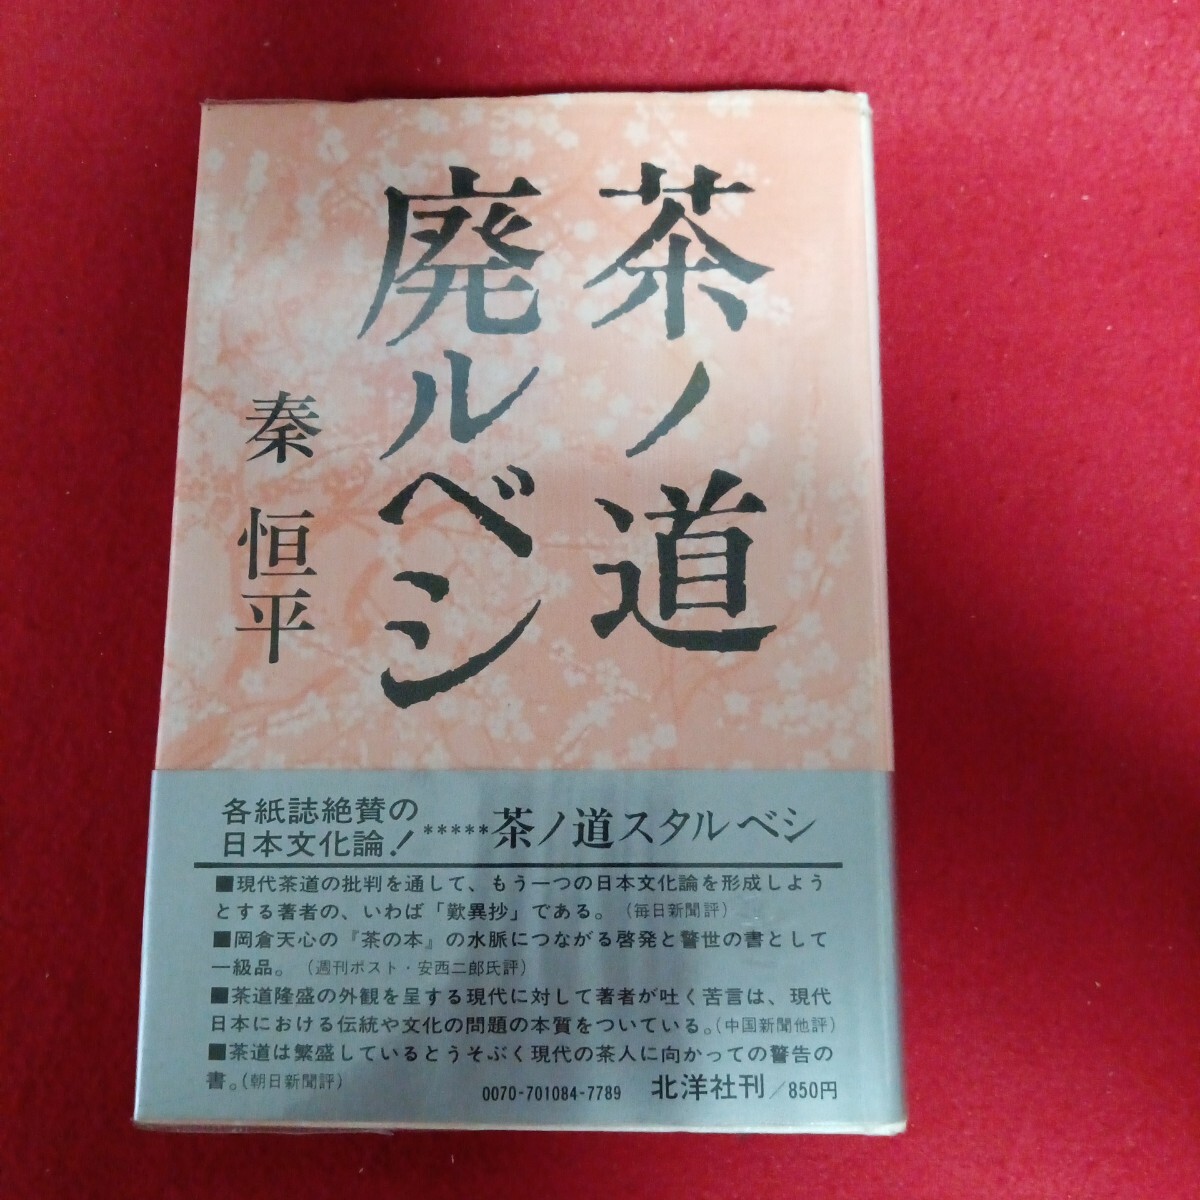 茶ノ道
廃ルベシ
秦恒平
各紙誌絶賛の
日本文化論!
*****茶ノ道スタルベシ
■現代茶道の批判を通して、もう一つの日本文化論を形成しよう
とする著者の、いわば「歎異抄」である。(毎日新聞評)
■岡倉天心の『茶の本』の水脈につながる啓発と警世の書として
一級品。(週刊ポスト・安西二郎氏評)
■茶道隆盛の外観を呈する現代に対して著者が吐く苦言は、現代
日本における伝統や文化の問題の本質をついている。(中国新聞他評)
■茶道は繁盛しているとうそぶく現代の茶人に向かっての警告の
書。(朝日新聞評)
0070-701084-7789 北洋社刊/850円